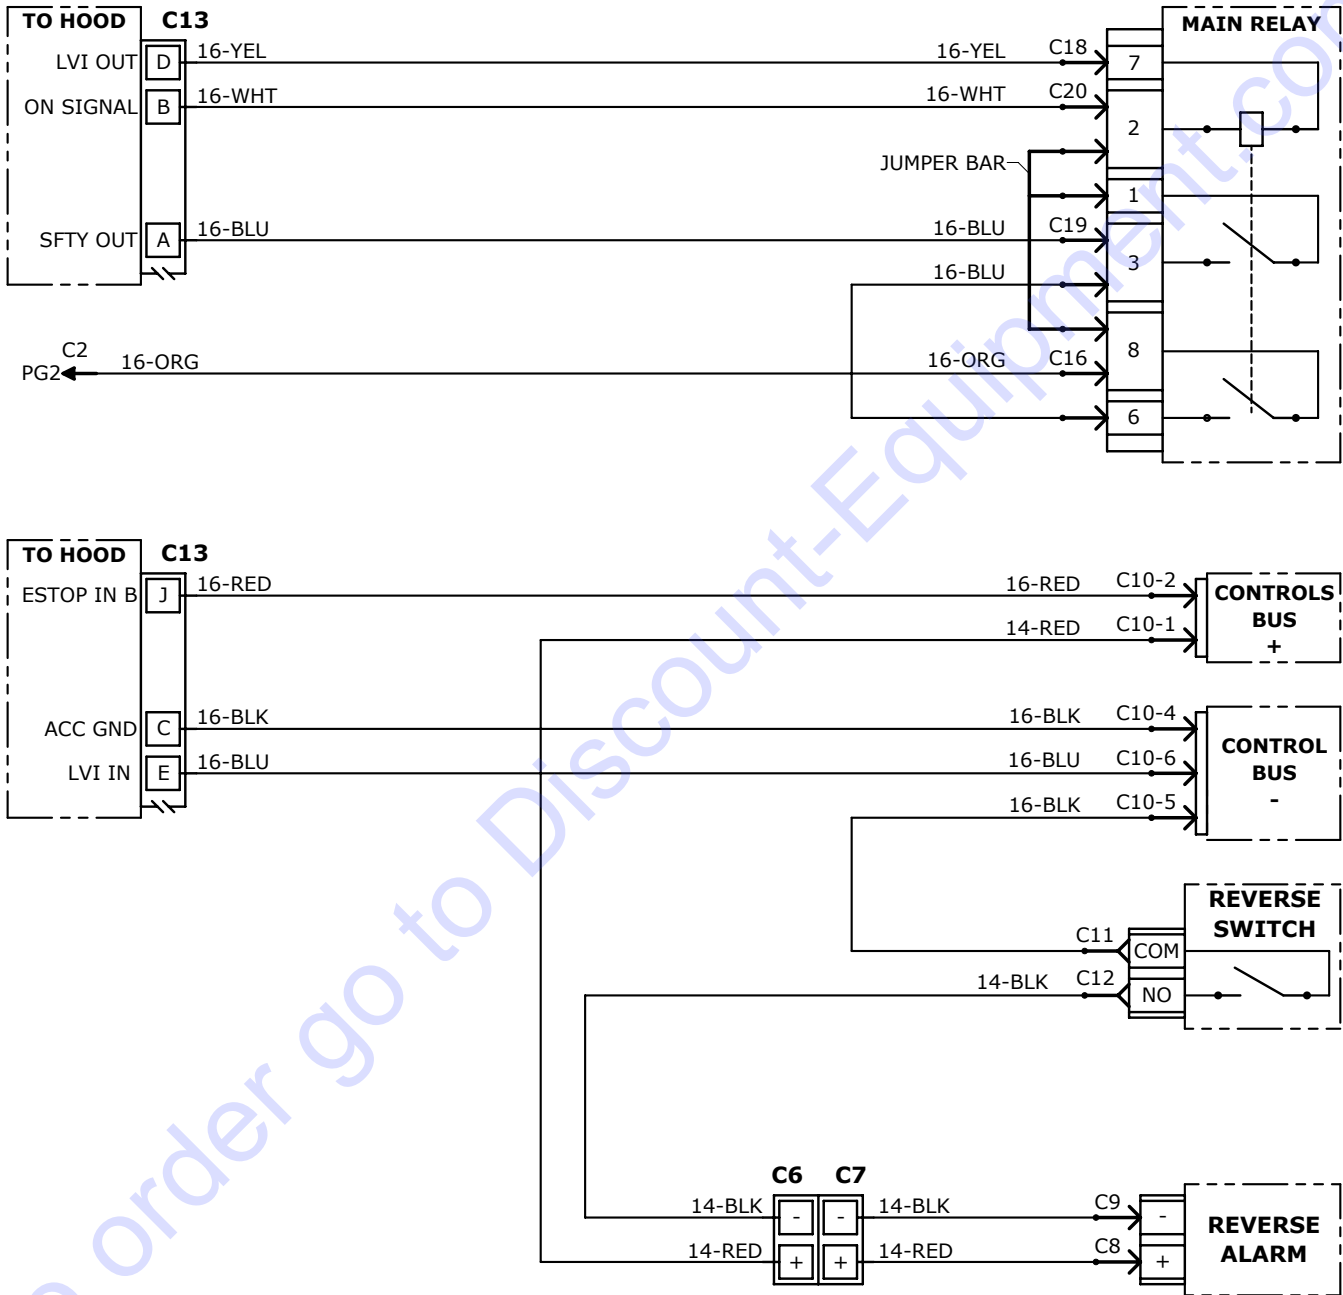 TO HOOD C13
MAIN RELAY
LVI OUT D 16-YEL 16-YEL C18 7
ON SIGNAL B 16-WHT 16-WHT C20 2
JUMPER BAR
1
SFTY OUT A 16-BLU 16-BLU C19 3
16-BLU
C2
PG2 16-ORG 16-ORG C16 8
6
TO HOOD C13
ESTOP IN B J 16-RED 16-RED C10-2
14-RED C10-1
CONTROLS
BUS
+
ACC GND C 16-BLK 16-BLK C10-4
LVI IN E 16-BLU 16-BLU C10-6
16-BLK C10-5
CONTROL
BUS
-
REVERSE
SWITCH
C11 COM
14-BLK C12 NO
C6 C7
14-BLK - - 14-BLK C9 -
14-RED + + 14-RED C8 +
REVERSE
ALARM
order go to Discount-Equipment.com